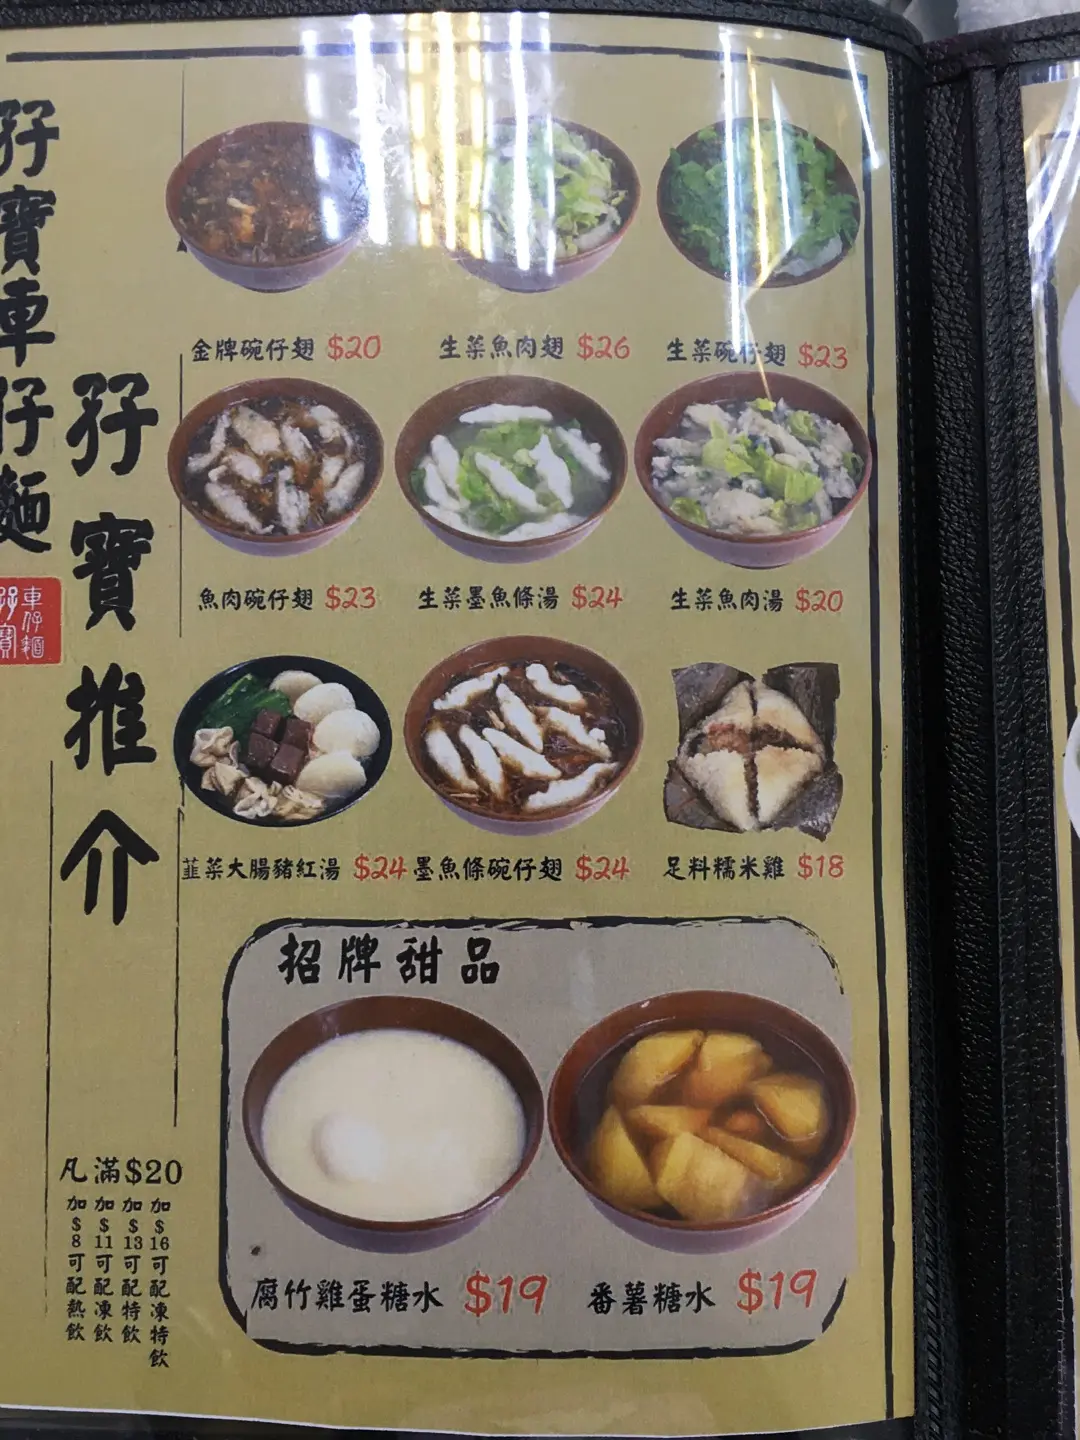 孖寶車仔麵
孖寶車仔麵
孖寶推介
金牌碗仔翅 $20
生菜魚肉翅 $26
生菜碗仔翅 $23
魚肉碗仔翅 $23
生菜墨魚條湯 $24
生菜魚肉湯 $20
韮菜大腸豬紅湯 $24
墨魚條碗仔翅 $24
足料糯米雞 $18
招牌甜品
腐竹雞蛋糖水 $19
番薯糖水 $19
凡滿$20
加$16可配凍特飲
加$13可配特飲
加$11可配凍飲
加$8可配熱飲